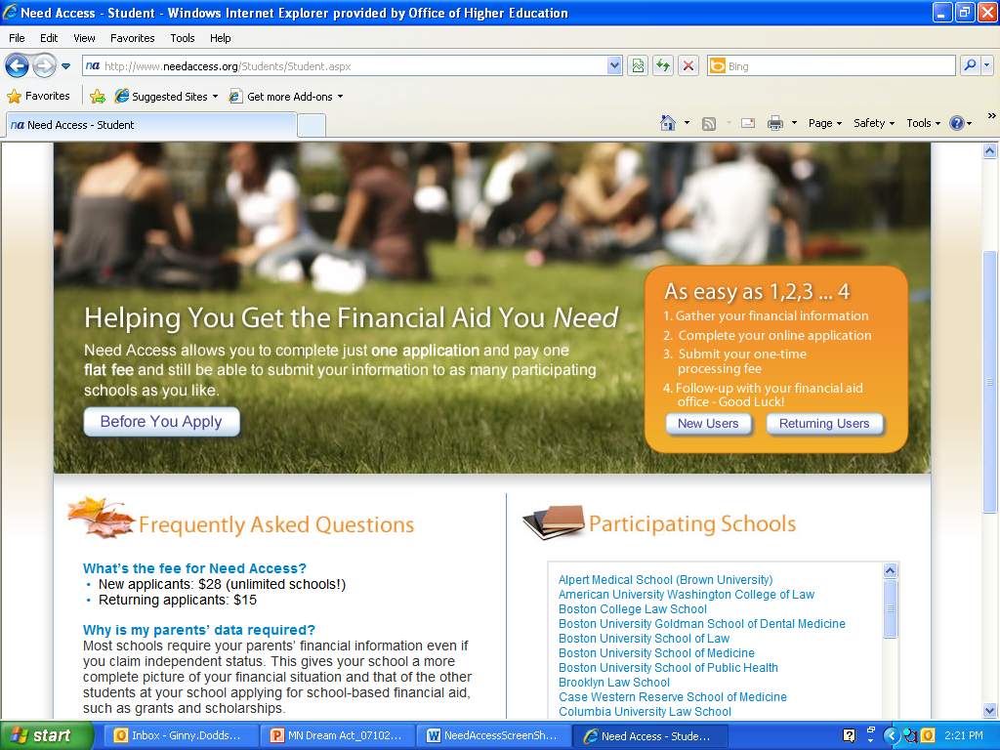 Need Access - Student - Windows Internet Explorer provided by Office of Higher Education
File Edit View Favorites Tools Help
na http://www.needaccess.org/Students/Student.aspx
Bing
Favorites Suggested Sites Get more Add-ons
na Need Access - Student
Page Safety Tools »
Helping You Get the Financial Aid You Need
Need Access allows you to complete just one application and pay one
flat fee and still be able to submit your information to as many participating
schools as you like.
Before You Apply
As easy as 1,2,3 ... 4
1. Gather your financial information
2. Complete your online application
3. Submit your one-time
processing fee
4. Follow-up with your financial aid
office - Good Luck!
New Users Returning Users
Frequently Asked Questions
What's the fee for Need Access?
• New applicants: $28 (unlimited schools!)
• Returning applicants: $15
Why is my parents' data required?
Most schools require your parents' financial information even if
you claim independent status. This gives your school a more
complete picture of your financial situation and that of the other
students at your school applying for school-based financial aid,
such as grants and scholarships.
Participating Schools
Alpert Medical School (Brown University)
American University Washington College of Law
Boston College Law School
Boston University Goldman School of Dental Medicine
Boston University School of Law
Boston University School of Medicine
Boston University School of Public Health
Brooklyn Law School
Case Western Reserve School of Medicine
Columbia University Law School
start Inbox - Ginny.Dodds... MN Dream Act_07102... NeedAccessScreenSh... Need Access - Stude... 2:21 PM